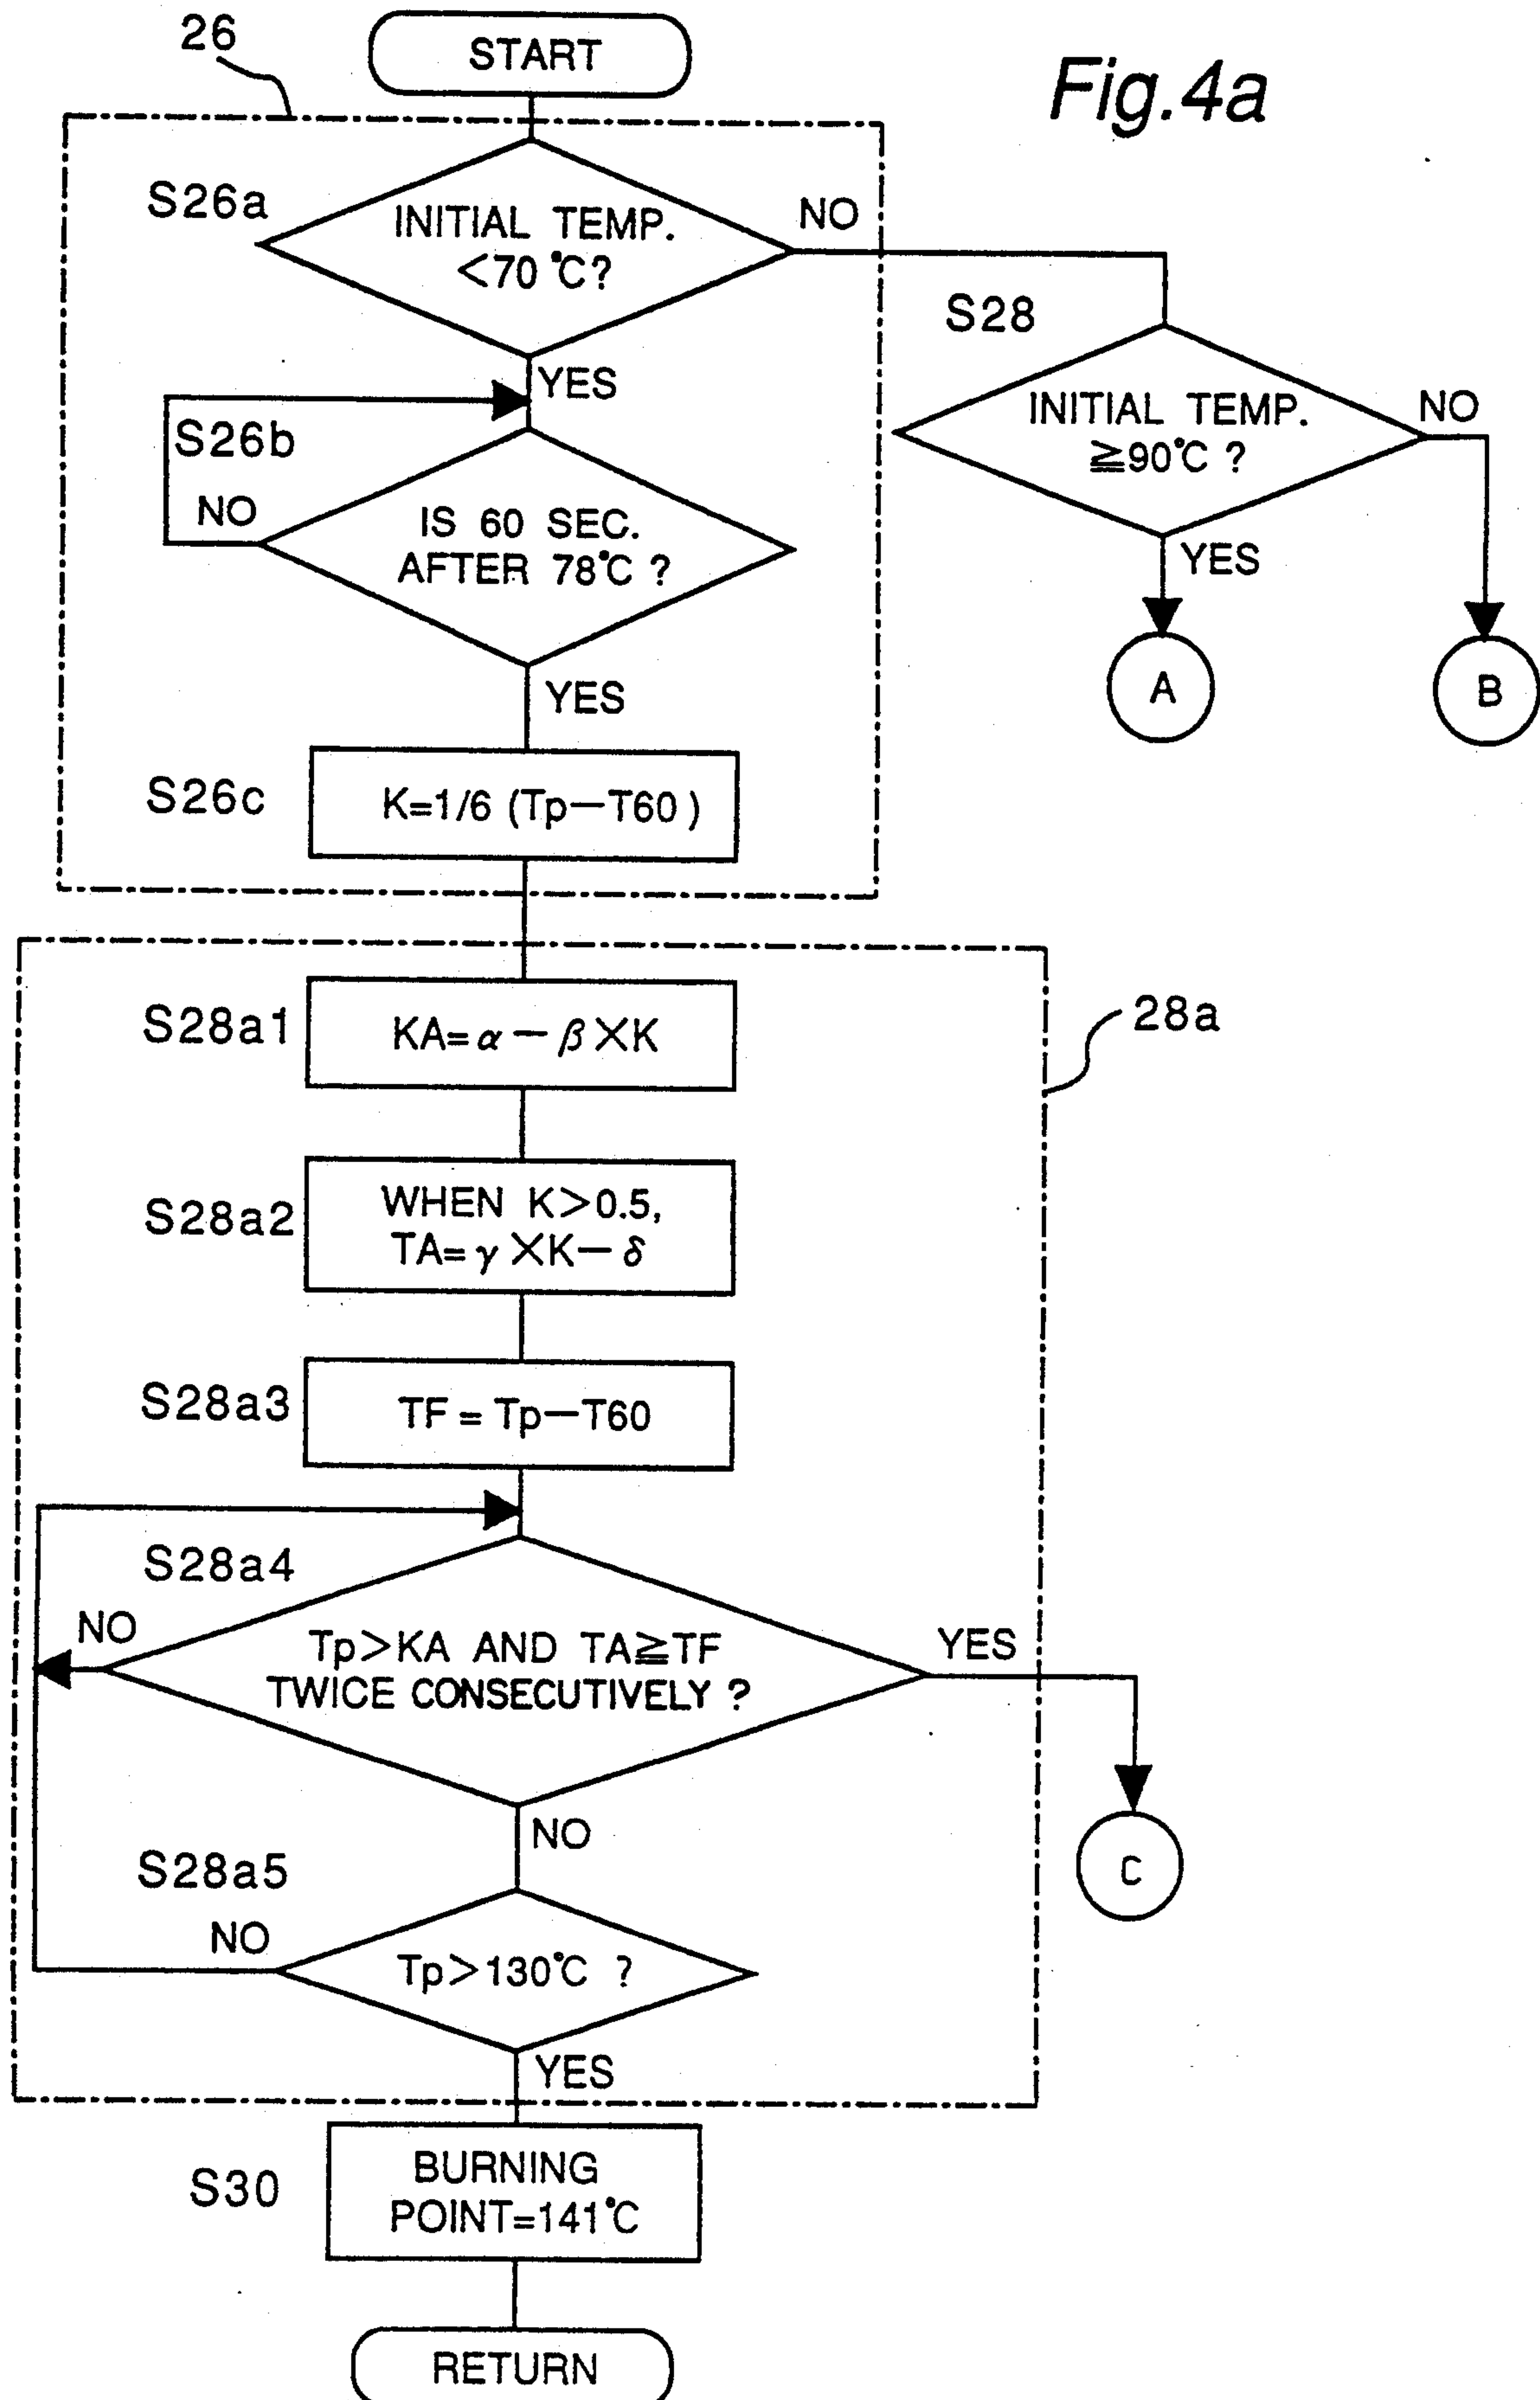 26
START
Fig.4a
S26a
INITIAL TEMP.
<70°C?
NO
YES
S28
INITIAL TEMP.
≧90°C ?
NO
YES
A
B
S26b
NO
IS 60 SEC.
AFTER 78°C ?
YES
S26c
K=1/6 (Tp−T60 )
28a
S28a1
KA=α − β ×K
S28a2
WHEN K>0.5,
TA=γ ×K− δ
S28a3
TF = Tp−T60
S28a4
NO
Tp>KA AND TA≧TF
TWICE CONSECUTIVELY ?
YES
C
NO
S28a5
NO
Tp>130°C ?
YES
S30
BURNING
POINT=141°C
RETURN